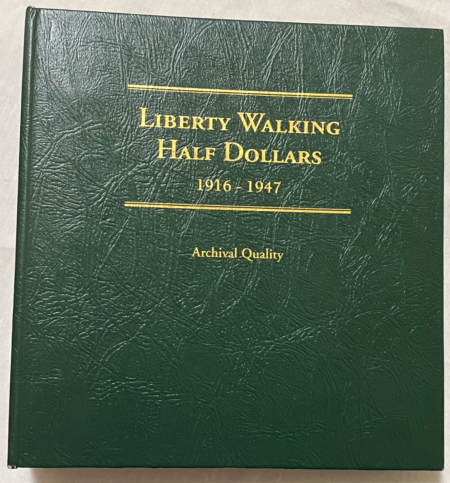 Liberty Walking
Half Dollars
1916 - 1947
Archival Quality